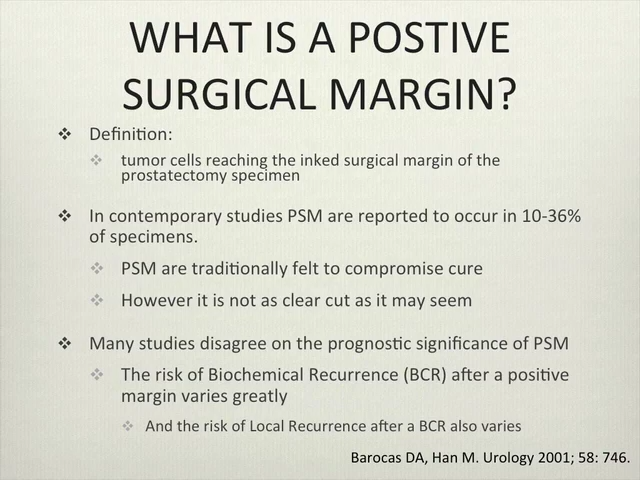 WHAT IS A POSTIVE
SURGICAL MARGIN?
❖ Definition:
❖ tumor cells reaching the inked surgical margin of the
prostatectomy specimen
❖ In contemporary studies PSM are reported to occur in 10-36%
of specimens.
❖ PSM are traditionally felt to compromise cure
❖ However it is not as clear cut as it may seem
❖ Many studies disagree on the prognostic significance of PSM
❖ The risk of Biochemical Recurrence (BCR) after a positive
margin varies greatly
❖ And the risk of Local Recurrence after a BCR also varies
Barocas DA, Han M. Urology 2001; 58: 746.